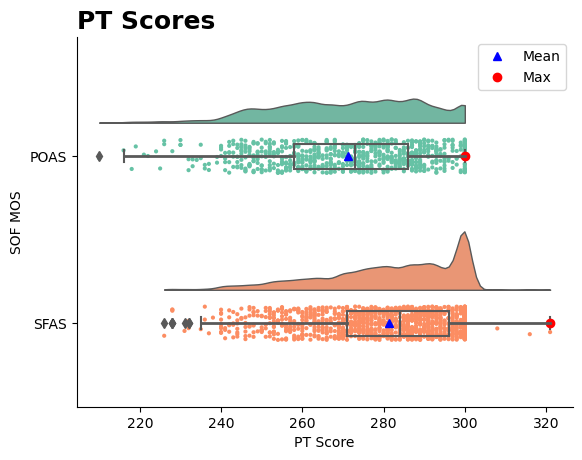 PT Scores
Mean
Max
POAS
SOF MOS
SFAS
220 240 260 280 300 320
PT Score